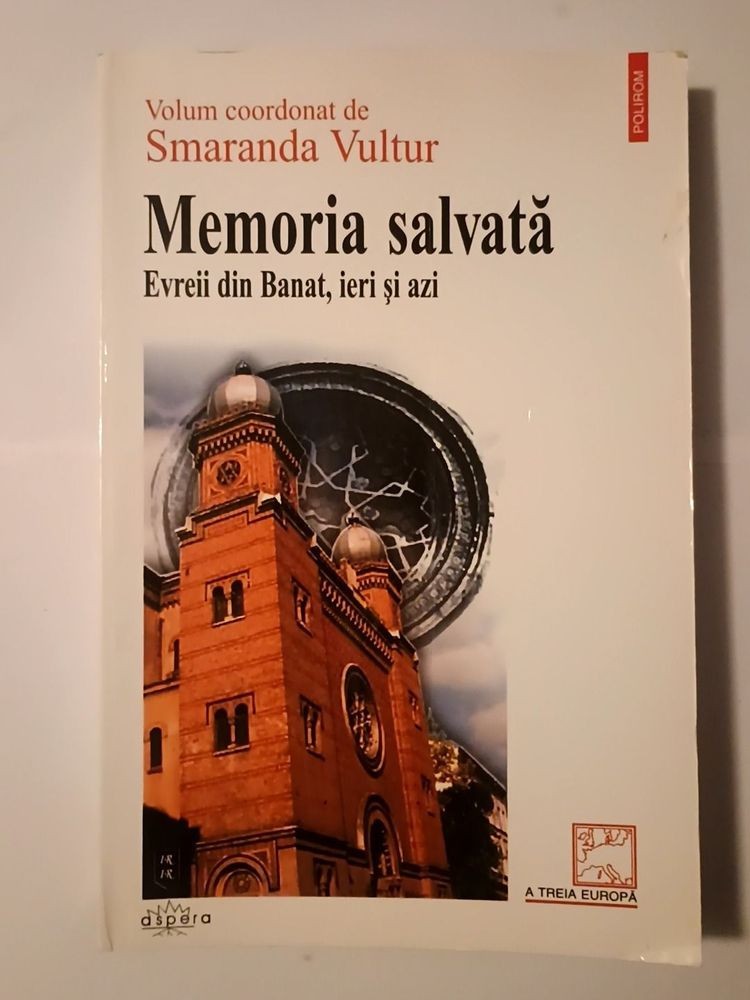 Volum coordonat de
Smaranda Vultur
POLIROM
Memoria salvată
Evreii din Banat, ieri şi azi
A TREIA EUROPĂ
aspera